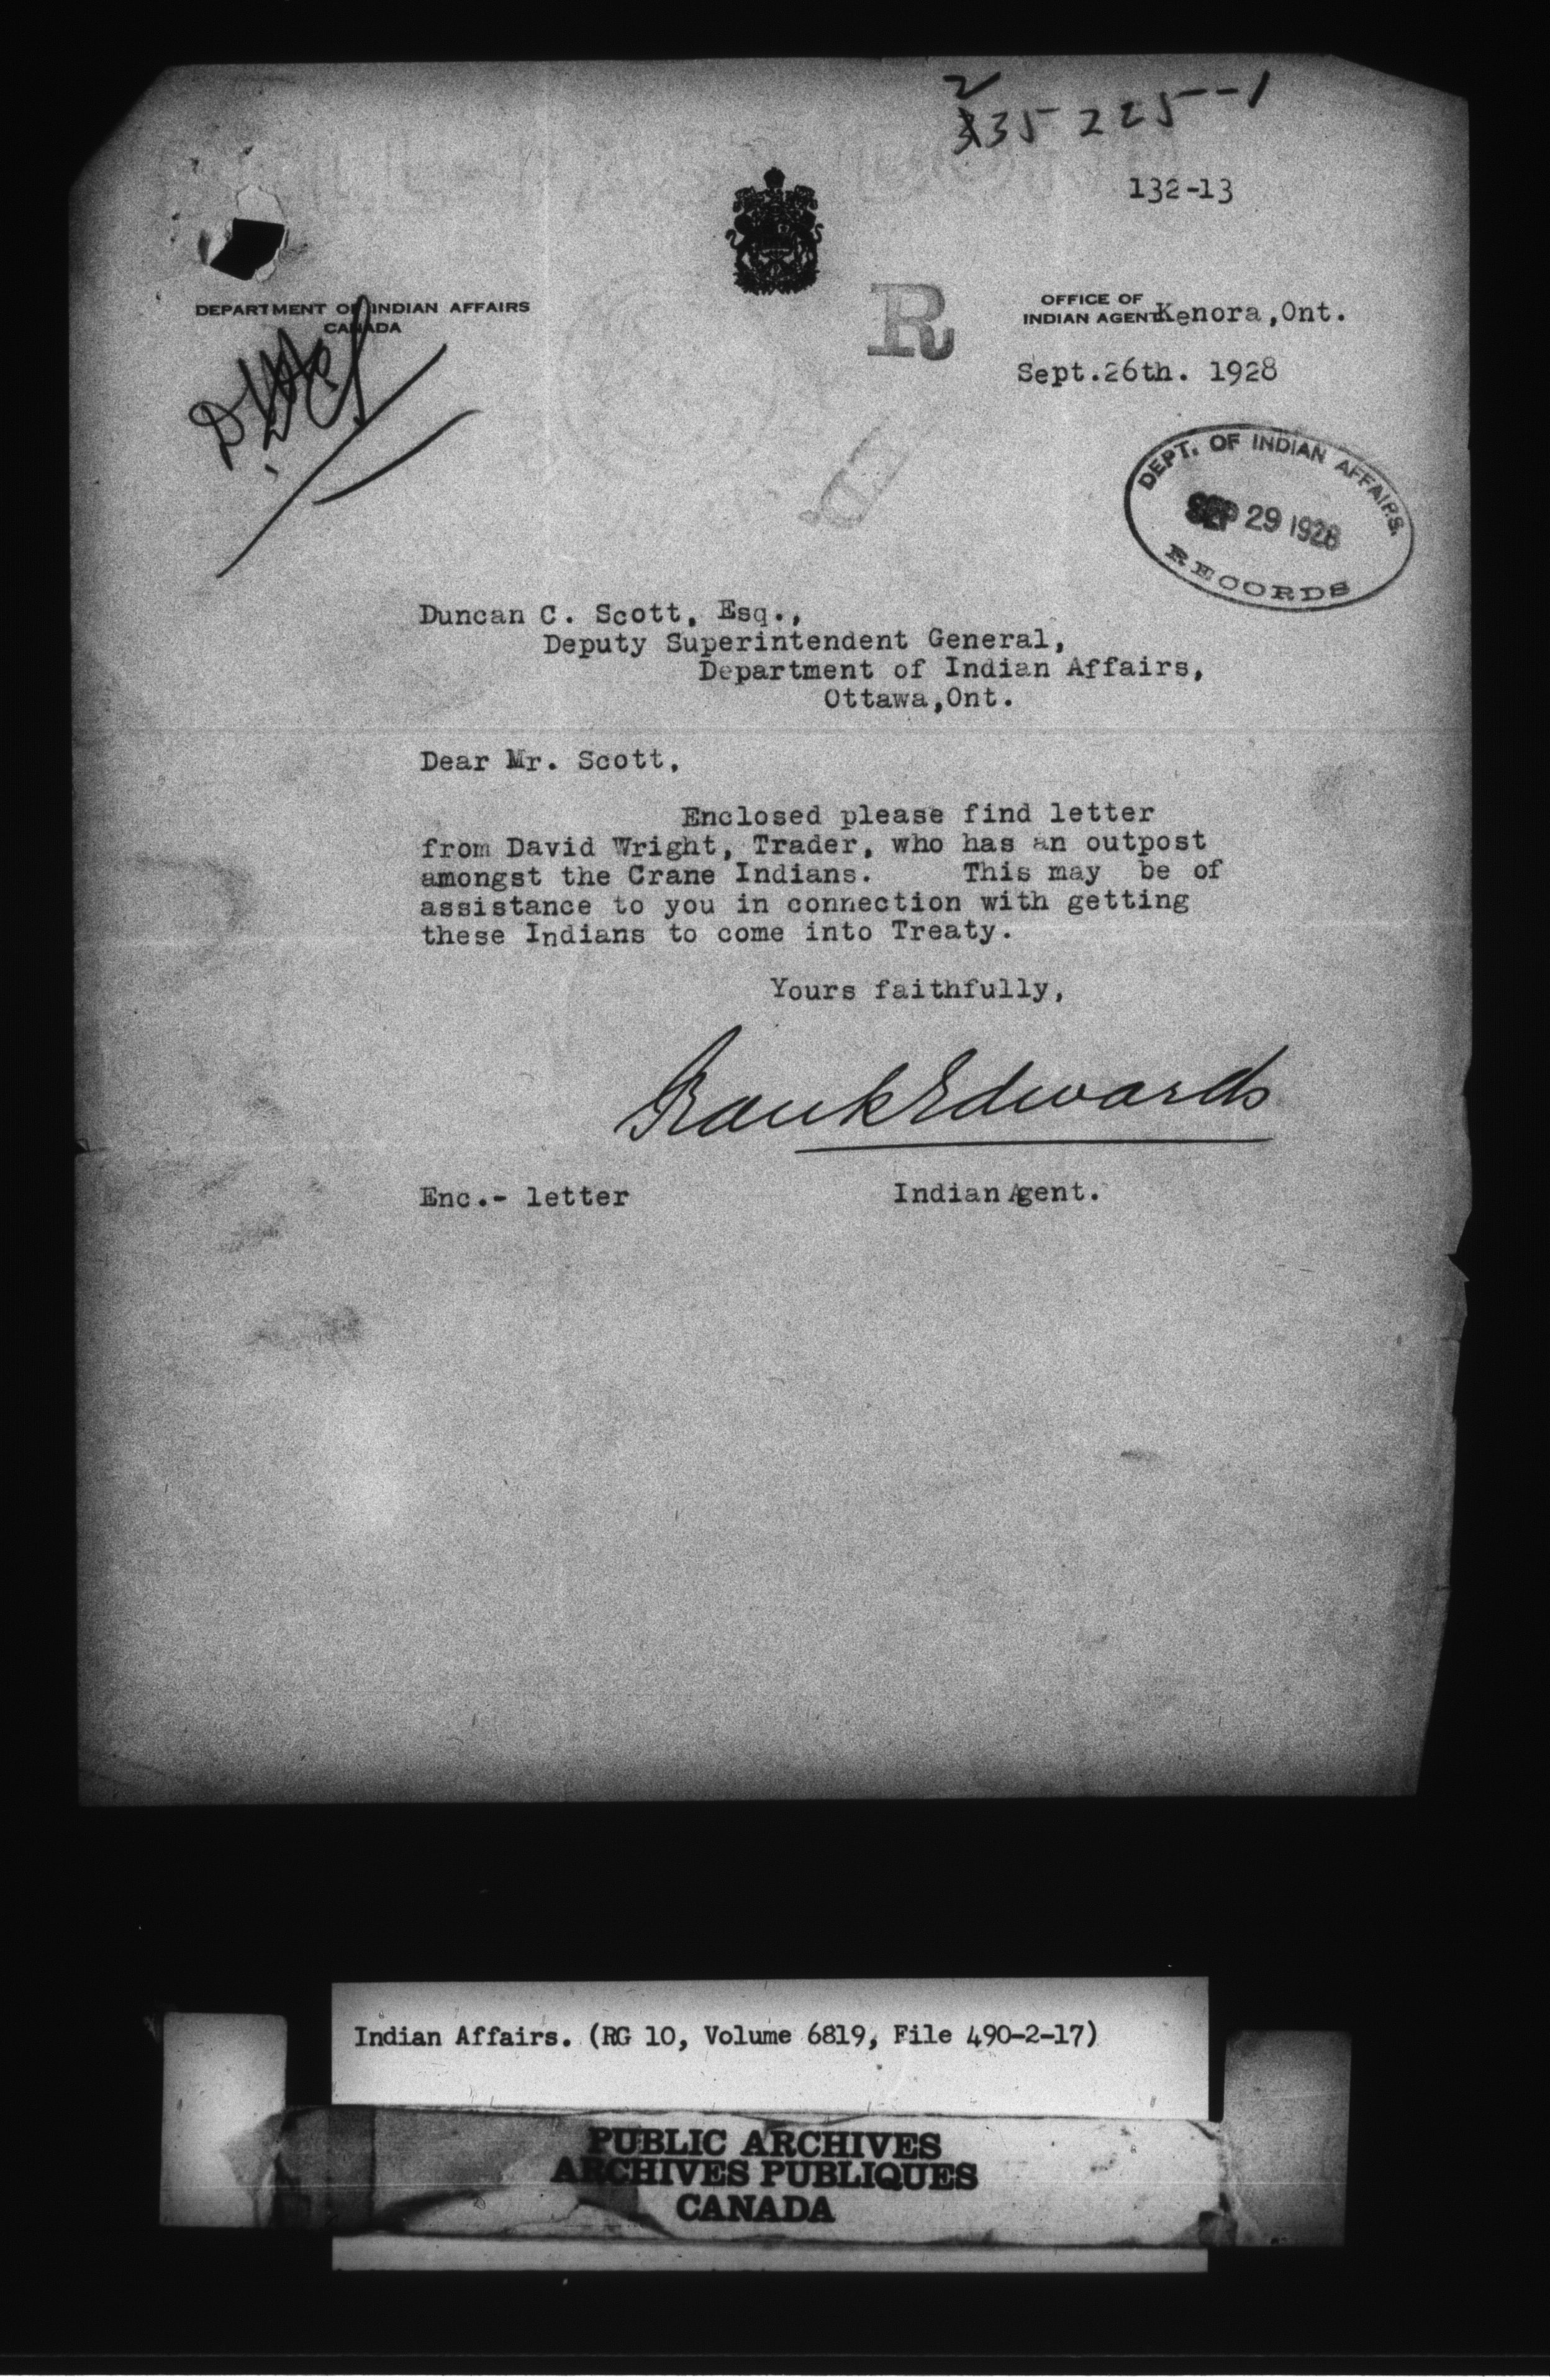 235 225-1
132-13
DEPARTMENT OF INDIAN AFFAIRS
CANADA
R
OFFICE OF
INDIAN AGENT Kenora,Ont.
Sept.26th. 1928
DEPT. OF INDIAN AFFAIRS.
SEP 29 1928
RECORDS
Duncan C. Scott, Esq.,
Deputy Superintendent General,
Department of Indian Affairs,
Ottawa,Ont.
Dear Mr. Scott,
Enclosed please find letter
from David Wright, Trader, who has an outpost
amongst the Crane Indians. This may be of
assistance to you in connection with getting
these Indians to come into Treaty.
Yours faithfully,
Frank Edwards
Enc.- letter Indian Agent.
Indian Affairs. (RG 10, Volume 6819, File 490-2-17)
PUBLIC ARCHIVES
ARCHIVES PUBLIQUES
CANADA